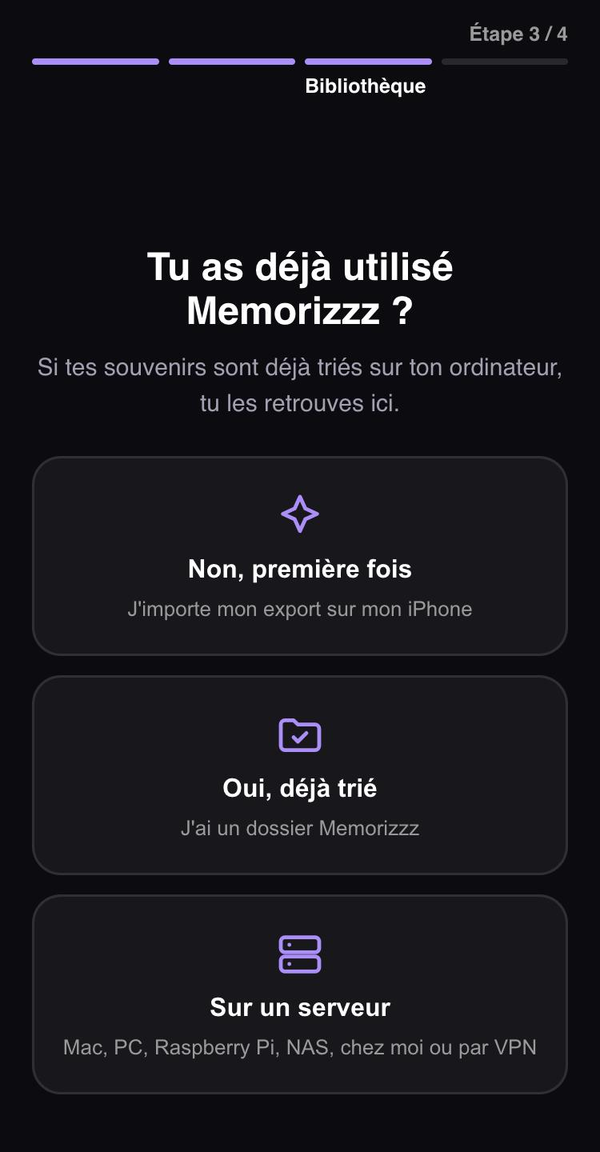 Étape 3 / 4
Bibliothèque
Tu as déjà utilisé
Memorizzz ?
Si tes souvenirs sont déjà triés sur ton ordinateur,
tu les retrouves ici.
Non, première fois
J'importe mon export sur mon iPhone
Oui, déjà trié
J'ai un dossier Memorizzz
Sur un serveur
Mac, PC, Raspberry Pi, NAS, chez moi ou par VPN